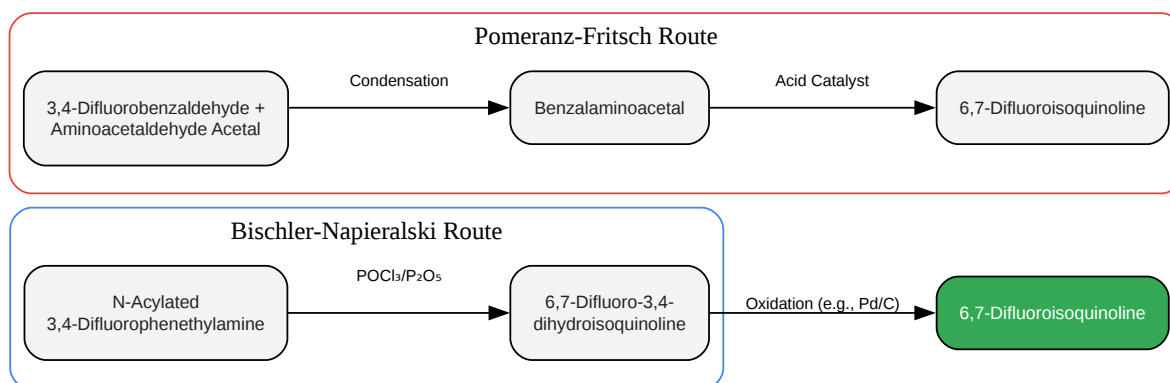 Pomeranz-Fritsch Route
3,4-Difluorobenzaldehyde +
Aminoacetaldehyde Acetal
Condensation
Benzalaminoacetal
Acid Catalyst
6,7-Difluoroisoquinoline
Bischler-Napieralski Route
N-Acylated
3,4-Difluorophenethylamine
POCl₃/P₂O₅
6,7-Difluoro-3,4-
dihydroisoquinoline
Oxidation (e.g., Pd/C)
6,7-Difluoroisoquinoline